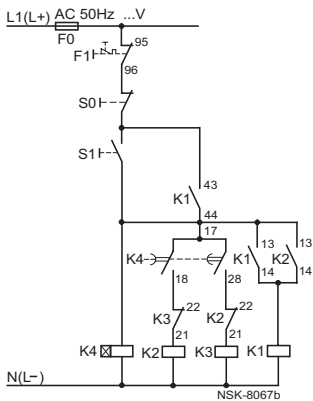 L1(L+) AC 50Hz ...V
F0
95
F1
96
S0
S1
43
K1
44
17
13 13
K4 K1 K2
18 28 14 14
22 22
K3 K2
21 21
K4 K2 K3 K1
N(L−)
NSK-8067b